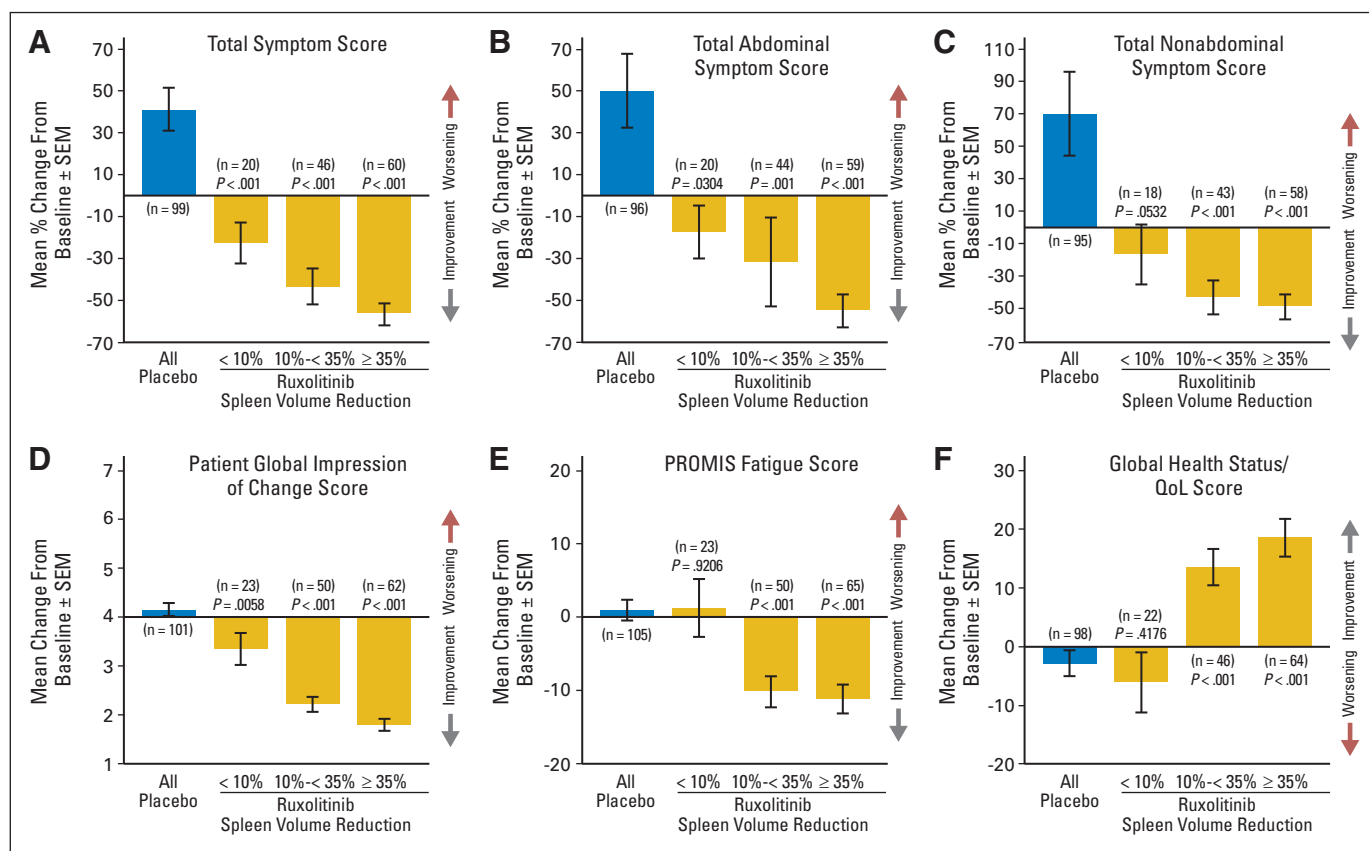 A
Total Symptom Score
Mean % Change From
Baseline ± SEM
70
50
30
10
-10
-30
-50
-70
(n = 99)
(n = 20)
P < .001
(n = 46)
P < .001
(n = 60)
P < .001
Improvement Worsening
All
Placebo
< 10% 10%-< 35% ≥ 35%
Ruxolitinib
Spleen Volume Reduction
B
Total Abdominal
Symptom Score
Mean % Change From
Baseline ± SEM
70
50
30
10
-10
-30
-50
-70
(n = 96)
(n = 20)
P = .0304
(n = 44)
P = .001
(n = 59)
P < .001
Improvement Worsening
All
Placebo
< 10% 10%-< 35% ≥ 35%
Ruxolitinib
Spleen Volume Reduction
C
Total Nonabdominal
Symptom Score
Mean % Change From
Baseline ± SEM
110
90
70
50
30
10
-10
-30
-50
-70
(n = 95)
(n = 18)
P = .0532
(n = 43)
P < .001
(n = 58)
P < .001
Improvement Worsening
All
Placebo
< 10% 10%-< 35% ≥ 35%
Ruxolitinib
Spleen Volume Reduction
D
Patient Global Impression
of Change Score
Mean Change From
Baseline ± SEM
7
6
5
4
3
2
1
(n = 101)
(n = 23)
P = .0058
(n = 50)
P < .001
(n = 62)
P < .001
Improvement Worsening
All
Placebo
< 10% 10%-< 35% ≥ 35%
Ruxolitinib
Spleen Volume Reduction
E
PROMIS Fatigue Score
Mean Change From
Baseline ± SEM
20
10
0
-10
-20
(n = 105)
(n = 23)
P = .9206
(n = 50)
P < .001
(n = 65)
P < .001
Improvement Worsening
All
Placebo
< 10% 10%-< 35% ≥ 35%
Ruxolitinib
Spleen Volume Reduction
F
Global Health Status/
QoL Score
Mean Change From
Baseline ± SEM
30
20
10
0
-10
-20
(n = 98)
(n = 22)
P = .4176
(n = 46)
P < .001
(n = 64)
P < .001
Worsening Improvement
All
Placebo
< 10% 10%-< 35% ≥ 35%
Ruxolitinib
Spleen Volume Reduction